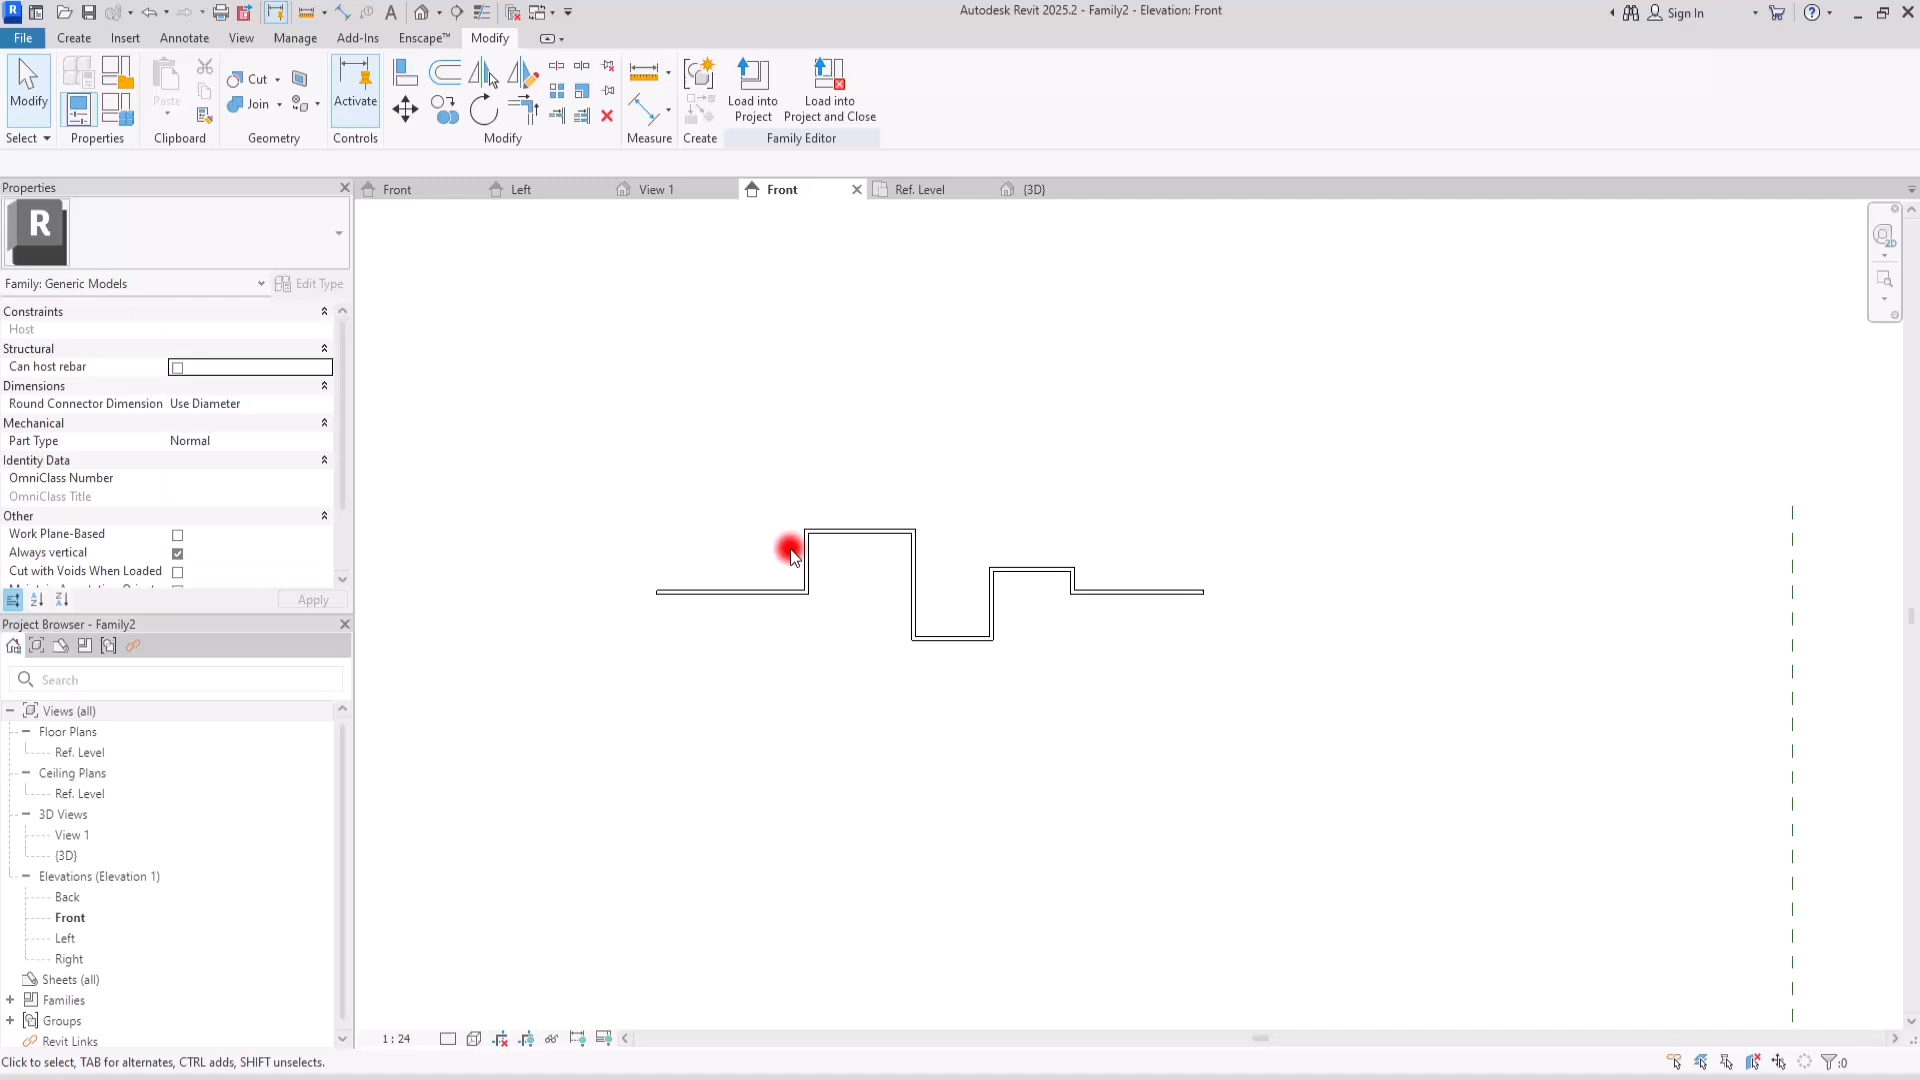 Autodesk Revit 2025.2 - Family2 - Elevation: Front
Sign In
File
Create
Insert
Annotate
View
Manage
Add-Ins
Enscape™
Modify
Modify
Paste
Cut
Join
Activate
Load into
Project
Load into
Project and Close
Select
Properties
Clipboard
Geometry
Controls
Modify
Measure
Create
Family Editor
Properties
Front
Left
View 1
Front
Ref. Level
{3D}
R
2D
Family: Generic Models
Edit Type
Constraints
Host
Structural
Can host rebar
Dimensions
Round Connector Dimension Use Diameter
Mechanical
Part Type Normal
Identity Data
OmniClass Number
OmniClass Title
Other
Work Plane-Based
Always vertical
Cut with Voids When Loaded
Apply
Project Browser - Family2
Search
Views (all)
Floor Plans
Ref. Level
Ceiling Plans
Ref. Level
3D Views
View 1
{3D}
Elevations (Elevation 1)
Back
Front
Left
Right
Sheets (all)
Families
Groups
Revit Links
1 : 24
Click to select, TAB for alternates, CTRL adds, SHIFT unselects.
:0